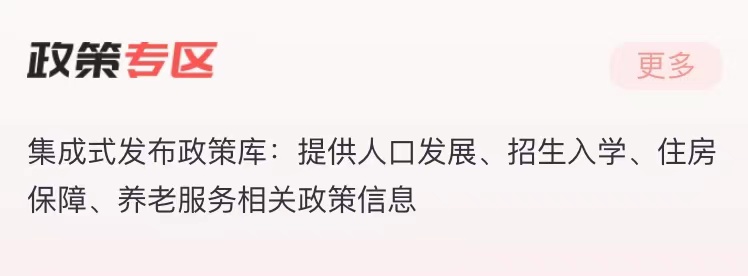 政策专区
更多
集成式发布政策库：提供人口发展、招生入学、住房
保障、养老服务相关政策信息